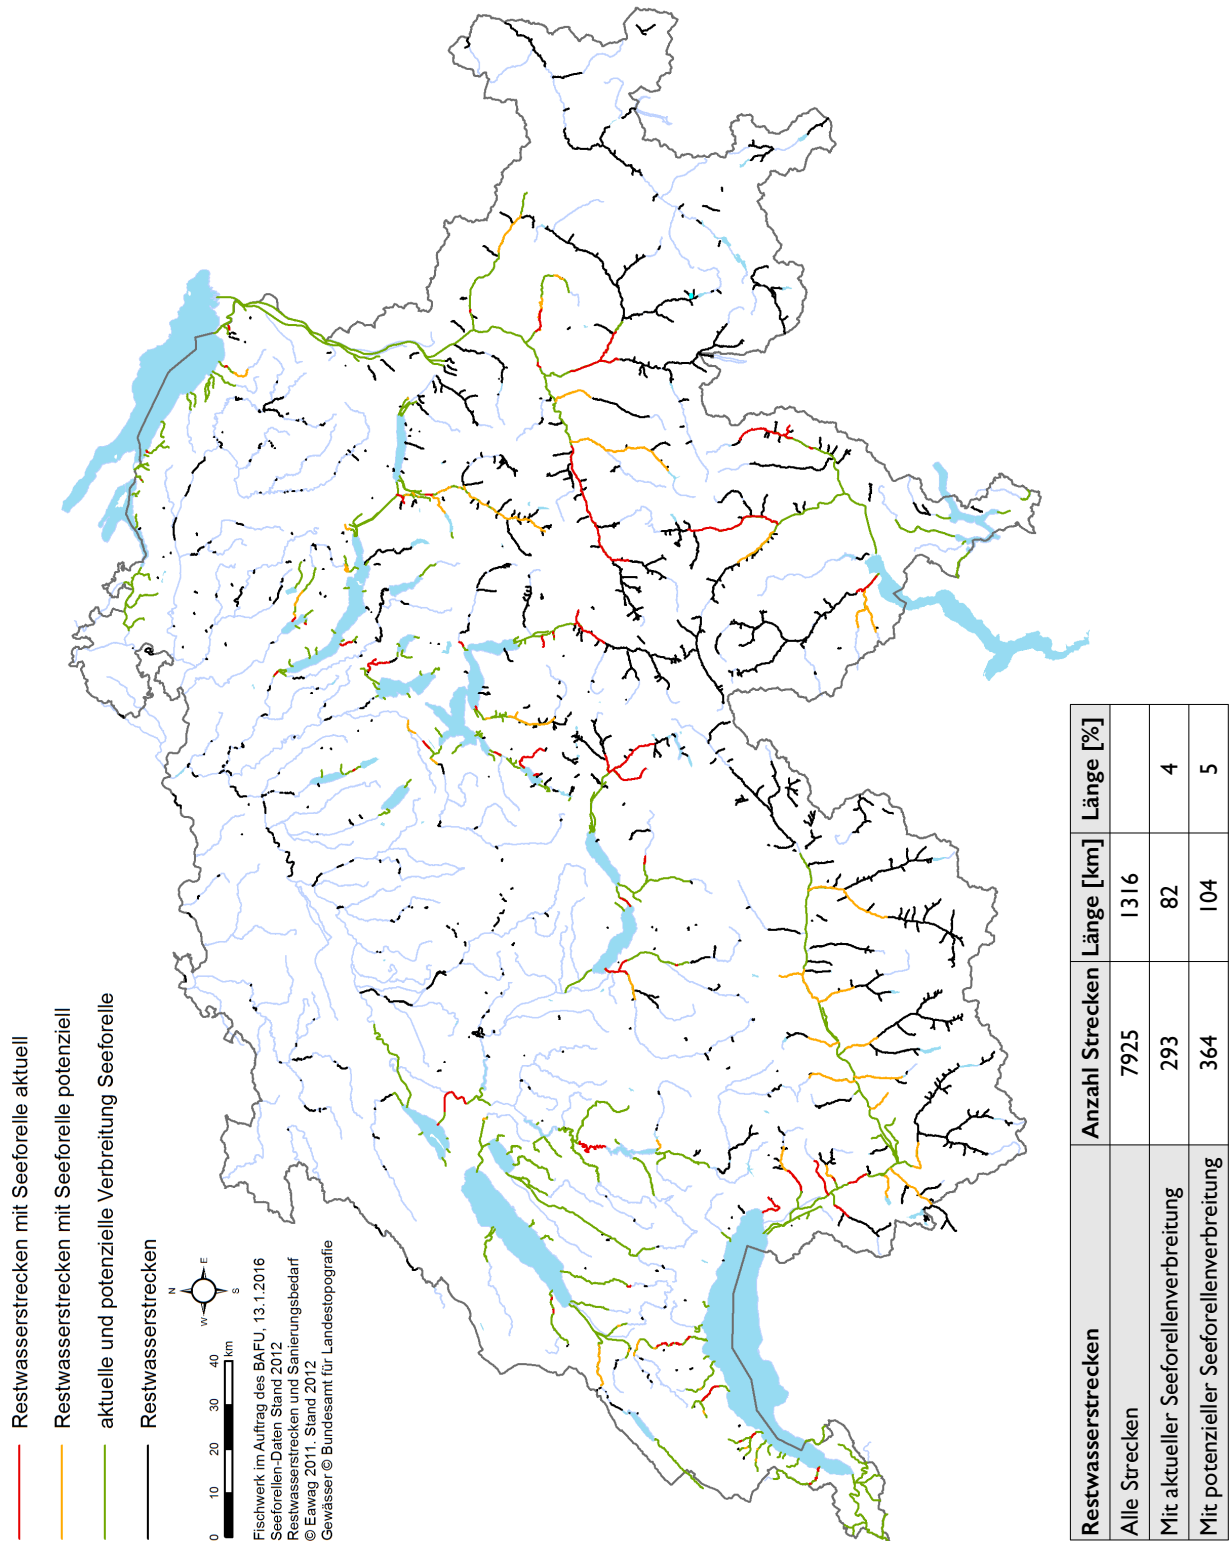 Restwasserstrecken mit Seeforelle aktuell
Restwasserstrecken mit Seeforelle potenziell
aktuelle und potenzielle Verbreitung Seeforelle
Restwasserstrecken
N
W E
S
0 10 20 30 40
km
Fischwerk im Auftrag des BAFU, 13.1.2016
Seeforellen-Daten Stand 2012
Restwasserstrecken und Sanierungsbedarf
© Eawag 2011. Stand 2012
Gewässer © Bundesamt für Landestopografie
Restwasserstrecken Anzahl Strecken Länge [km] Länge [%]
Alle Strecken 7925 1316
Mit aktueller Seeforellenverbreitung 293 82 4
Mit potenzieller Seeforellenverbreitung 364 104 5